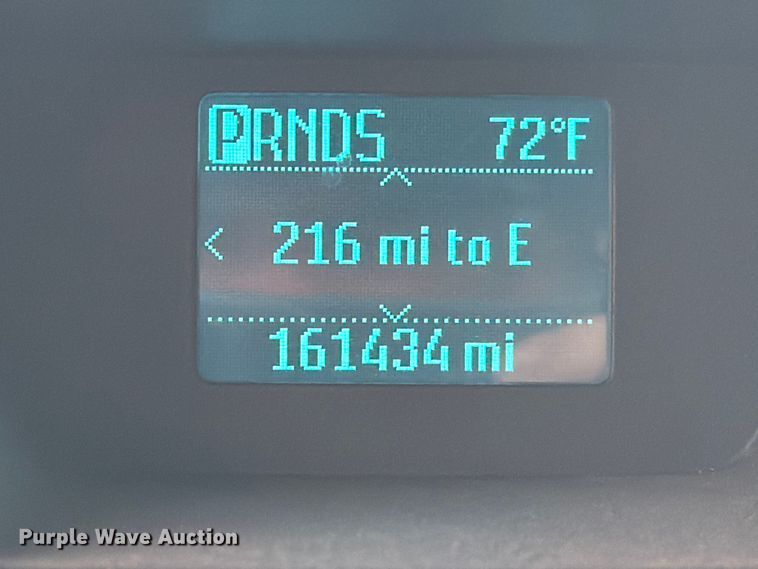 PRNDS 72°F
216 mi to E
161434 mi
Purple Wave Auction